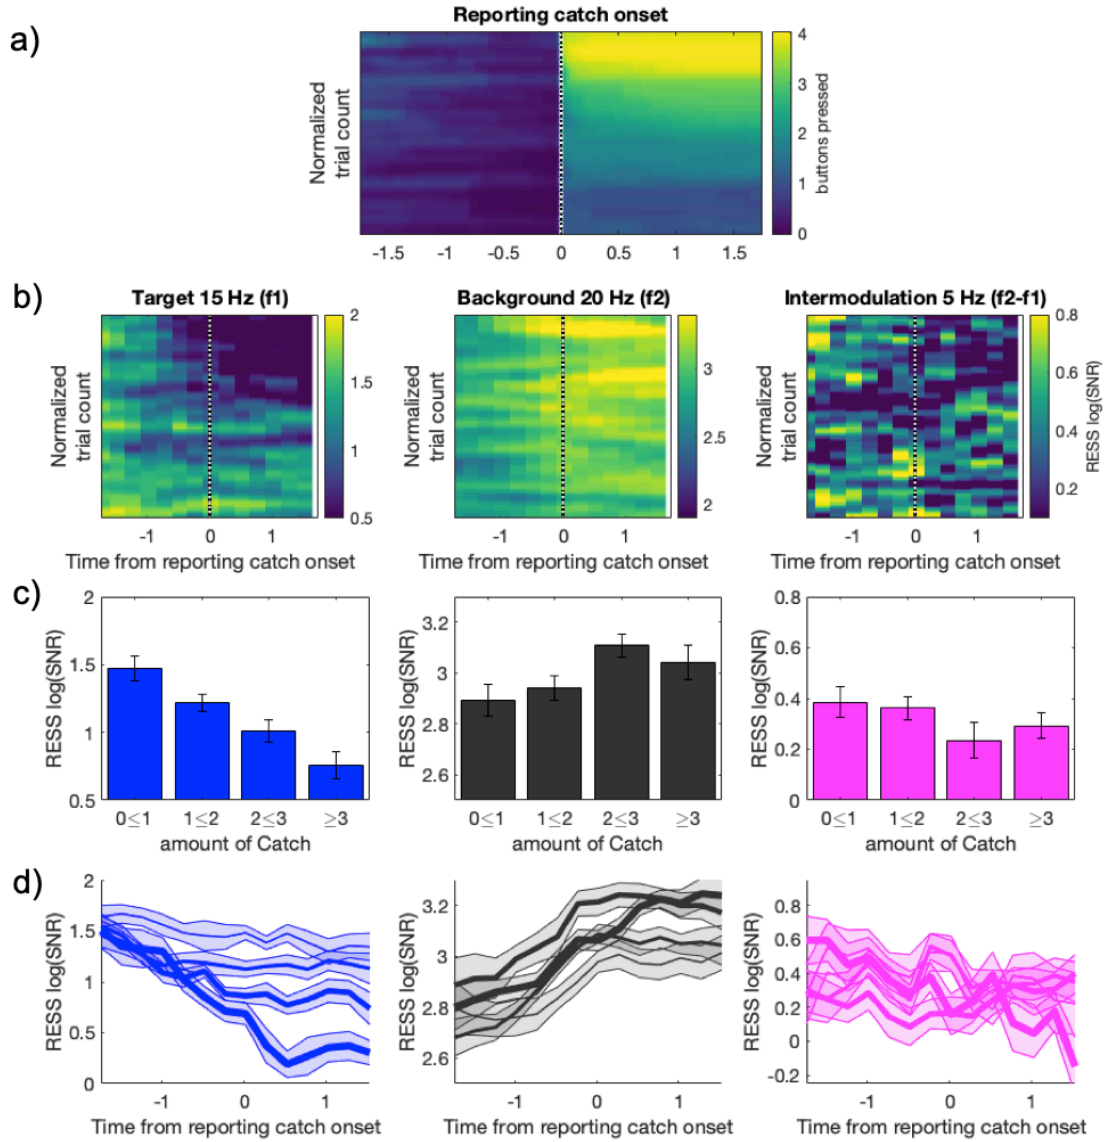 a)
Reporting catch onset
Normalized
trial count
4
3
2
1
0
buttons pressed
-1.5 -1 -0.5 0 0.5 1 1.5
b)
Target 15 Hz (f1)
Background 20 Hz (f2)
Intermodulation 5 Hz (f2-f1)
Normalized
trial count
2
1.5
1
0.5
-1 0 1
Time from reporting catch onset
Normalized
trial count
3
2.5
2
-1 0 1
Time from reporting catch onset
Normalized
trial count
0.8
0.6
0.4
0.2
RESS log(SNR)
-1 0 1
Time from reporting catch onset
c)
RESS log(SNR)
2
1.5
1
0.5
0≤1 1≤2 2≤3 ≥3
amount of Catch
RESS log(SNR)
3.2
3
2.8
2.6
0≤1 1≤2 2≤3 ≥3
amount of Catch
RESS log(SNR)
0.8
0.6
0.4
0.2
0
0≤1 1≤2 2≤3 ≥3
amount of Catch
d)
RESS log(SNR)
2
1.5
1
0.5
0
-1 0 1
Time from reporting catch onset
RESS log(SNR)
3.2
3
2.8
2.6
-1 0 1
Time from reporting catch onset
RESS log(SNR)
0.8
0.6
0.4
0.2
0
-0.2
-1 0 1
Time from reporting catch onset